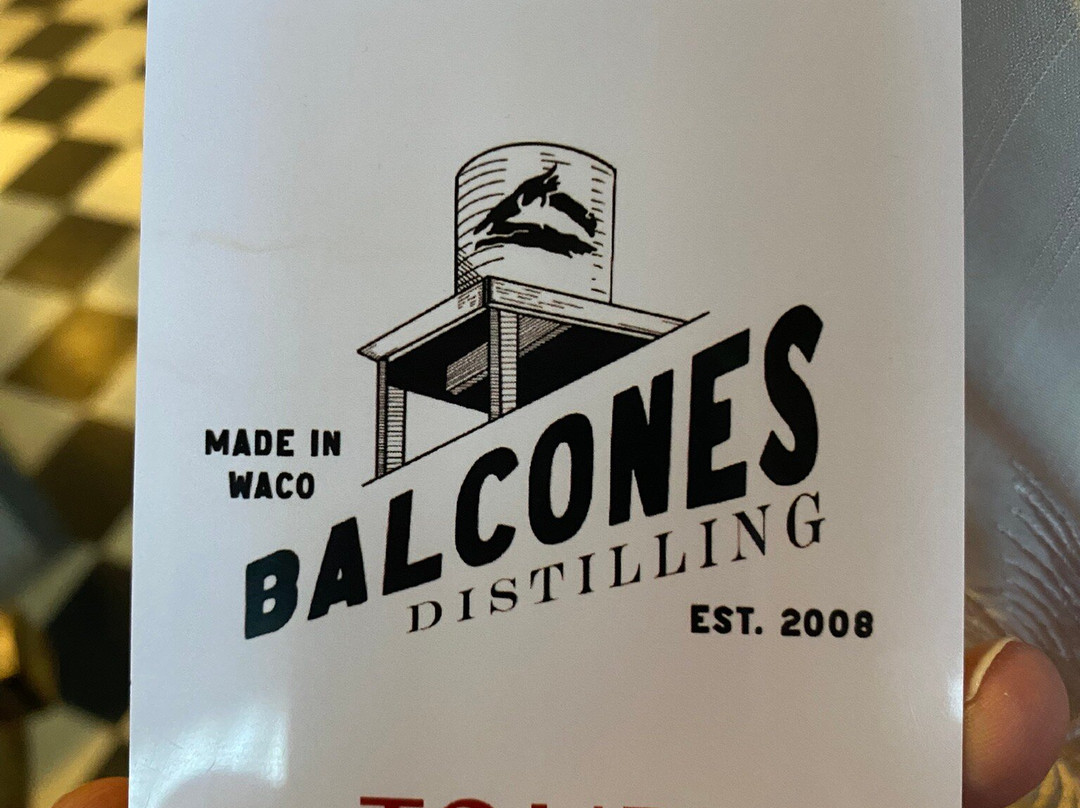 MADE IN
WACO
BALCONES
DISTILLING
EST. 2008